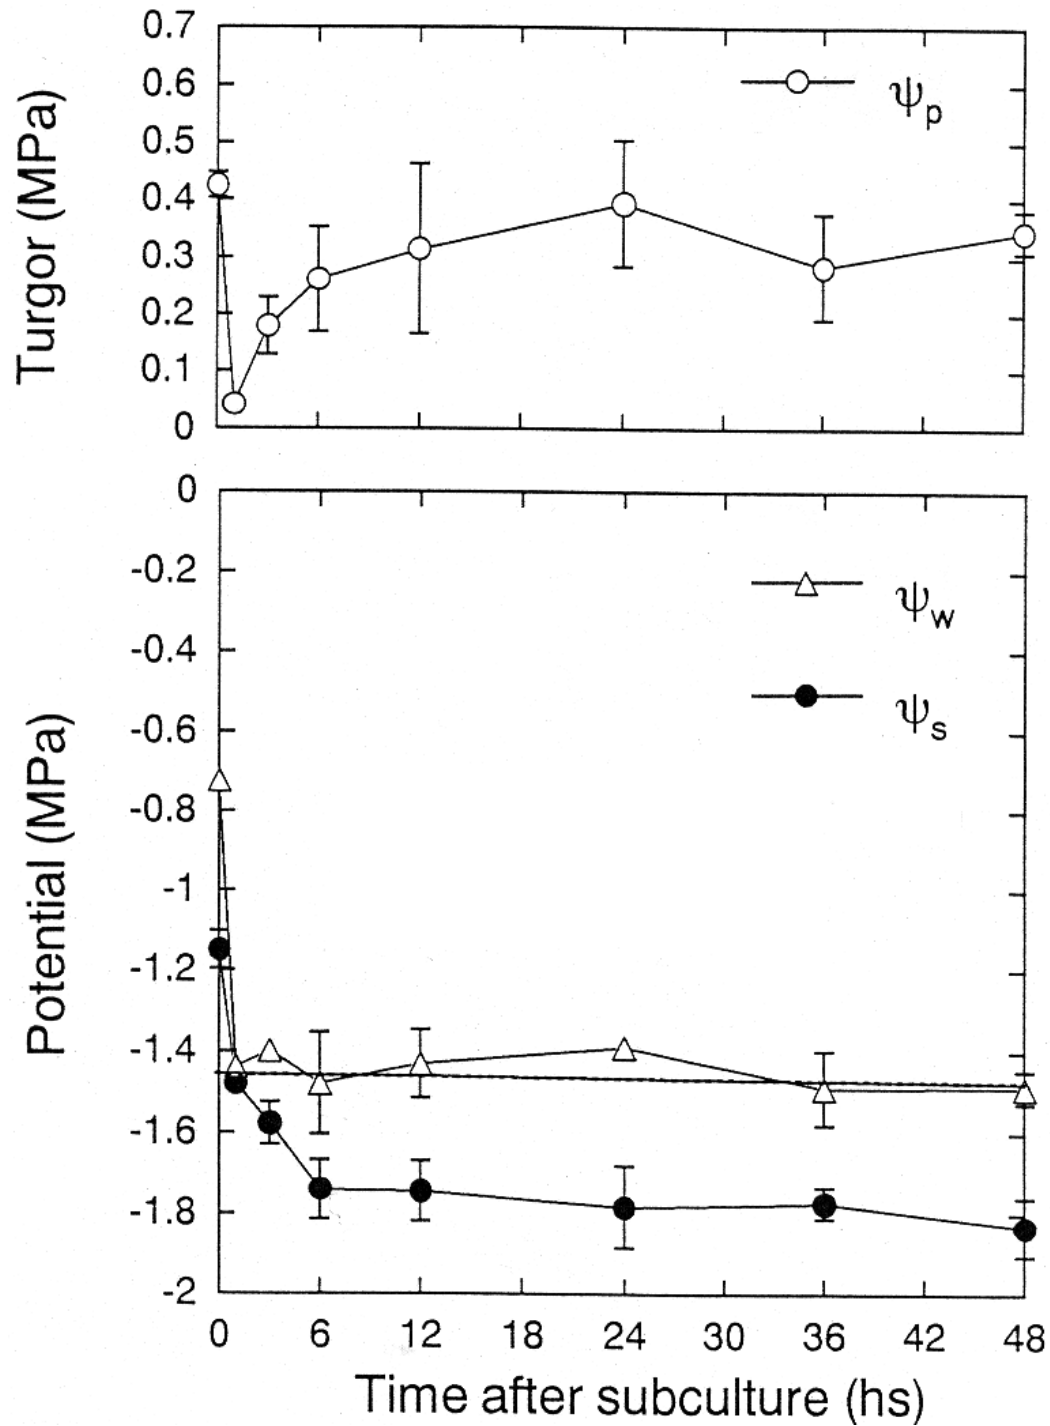 0.7
0.6
0.5
0.4
0.3
0.2
0.1
0
Turgor (MPa)
ψp
0
-0.2
-0.4
-0.6
-0.8
-1
-1.2
-1.4
-1.6
-1.8
-2
Potential (MPa)
ψw
ψs
0 6 12 18 24 30 36 42 48
Time after subculture (hs)